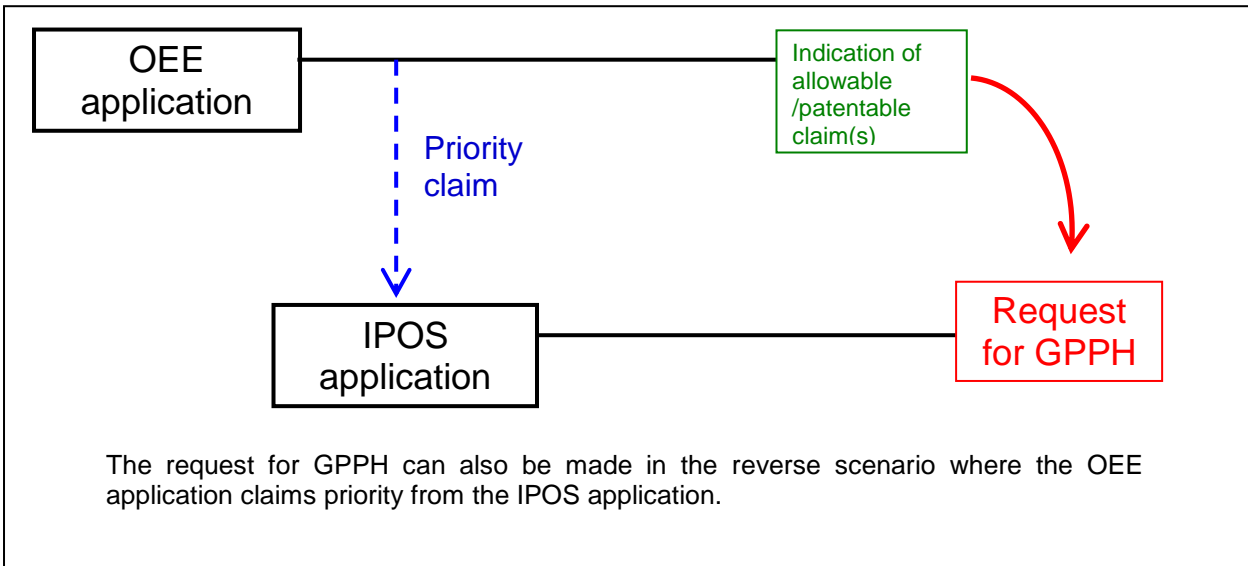 OEE
application
Indication of
allowable
/patentable
claim(s)
Priority
claim
IPOS
application
Request
for GPPH
The request for GPPH can also be made in the reverse scenario where the OEE
application claims priority from the IPOS application.